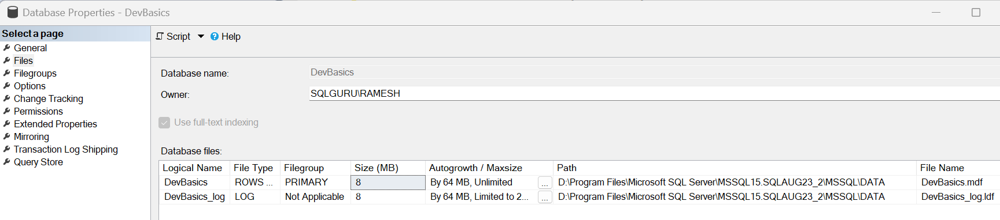 Database Properties - DevBasics
Select a page
General
Files
Filegroups
Options
Change Tracking
Permissions
Extended Properties
Mirroring
Transaction Log Shipping
Query Store
Script Help
Database name: DevBasics
Owner: SQLGURU\RAMESH
Use full-text indexing
Database files:
Logical Name File Type Filegroup Size (MB) Autogrowth / Maxsize Path File Name
DevBasics ROWS ... PRIMARY 8 By 64 MB, Unlimited ... D:\Program Files\Microsoft SQL Server\MSSQL15.SQLAUG23_2\MSSQL\DATA DevBasics.mdf
DevBasics_log LOG Not Applicable 8 By 64 MB, Limited to 2... ... D:\Program Files\Microsoft SQL Server\MSSQL15.SQLAUG23_2\MSSQL\DATA DevBasics_log.ldf